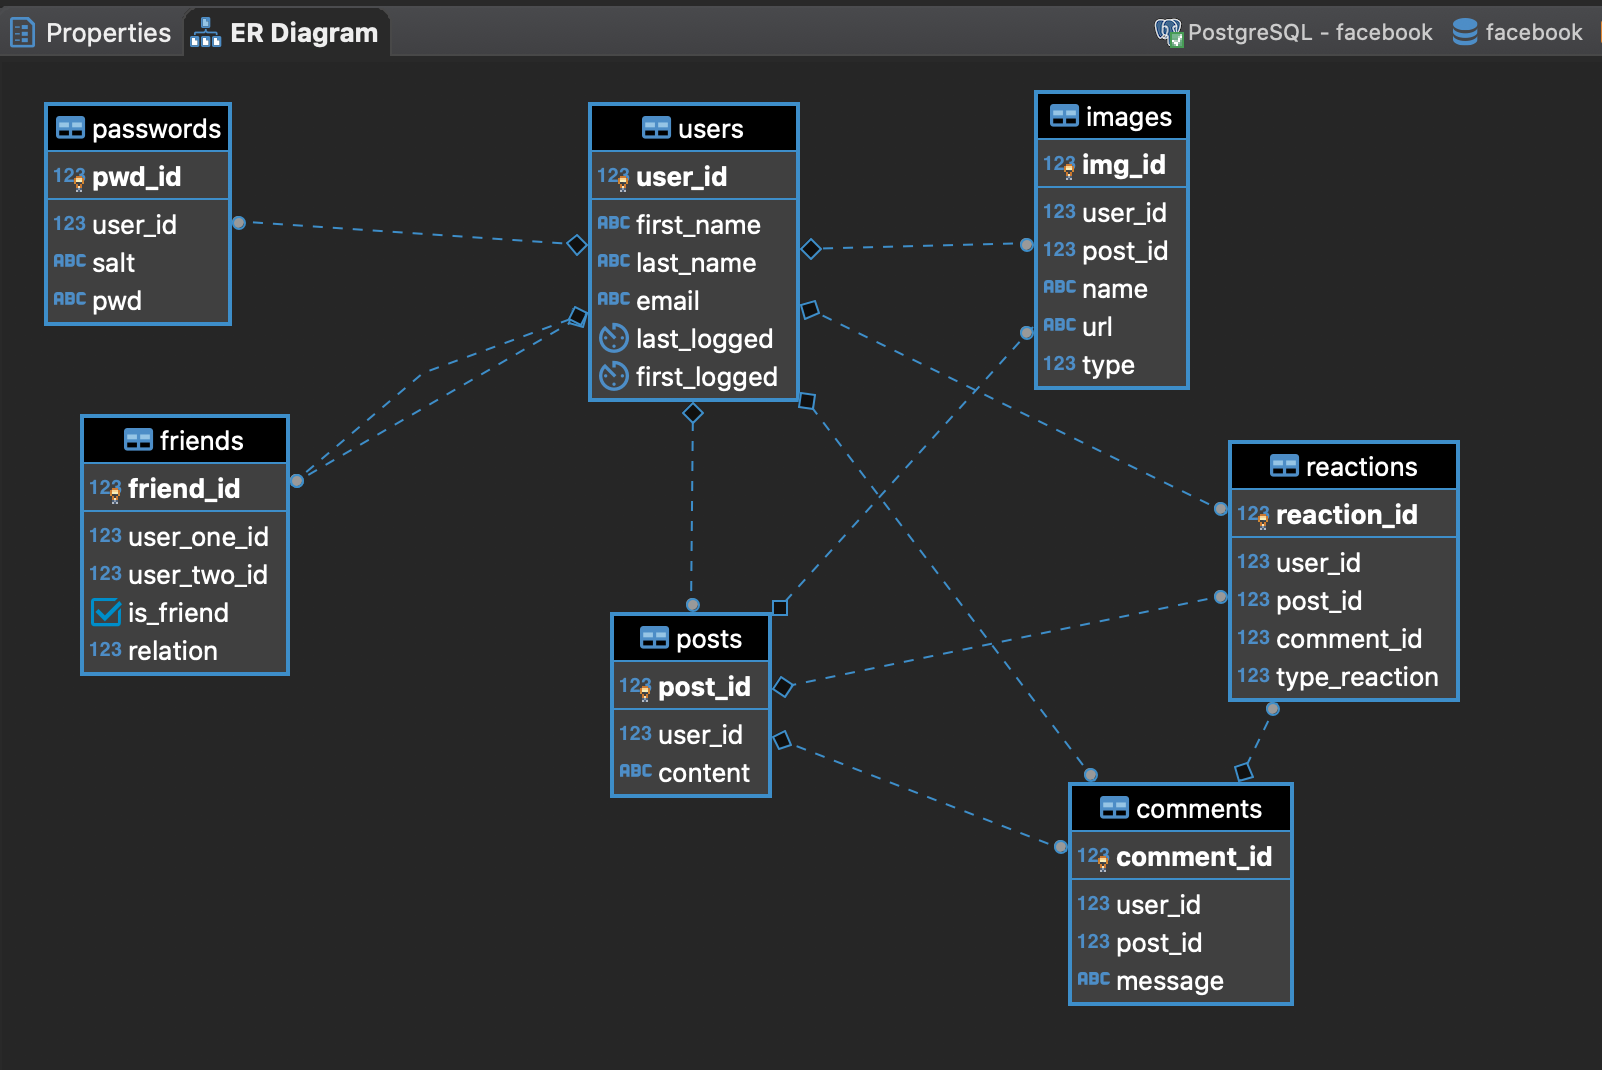 Properties
ER Diagram
PostgreSQL - facebook
facebook
passwords
123 pwd_id
123 user_id
ABC salt
ABC pwd
users
123 user_id
ABC first_name
ABC last_name
ABC email
last_logged
first_logged
images
123 img_id
123 user_id
123 post_id
ABC name
ABC url
123 type
friends
123 friend_id
123 user_one_id
123 user_two_id
is_friend
123 relation
reactions
123 reaction_id
123 user_id
123 post_id
123 comment_id
123 type_reaction
posts
123 post_id
123 user_id
ABC content
comments
123 comment_id
123 user_id
123 post_id
ABC message